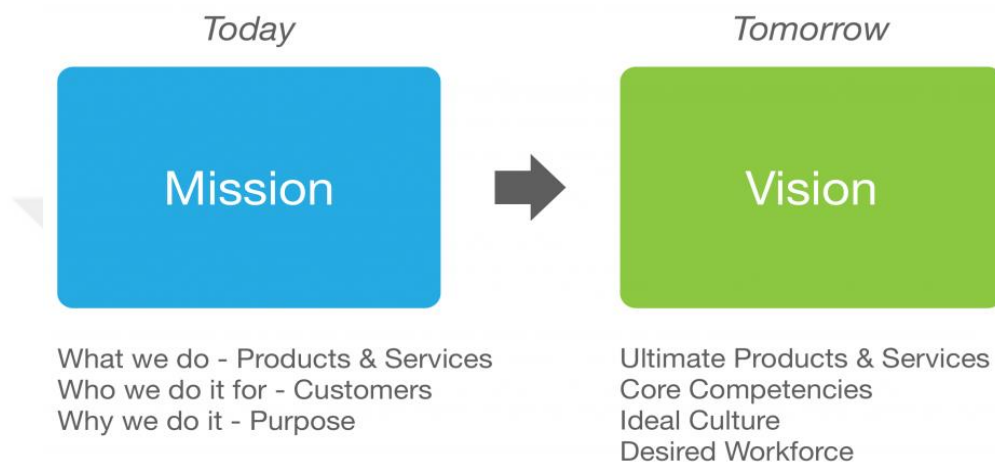 Today
Mission
What we do - Products & Services
Who we do it for - Customers
Why we do it - Purpose
Tomorrow
Vision
Ultimate Products & Services
Core Competencies
Ideal Culture
Desired Workforce